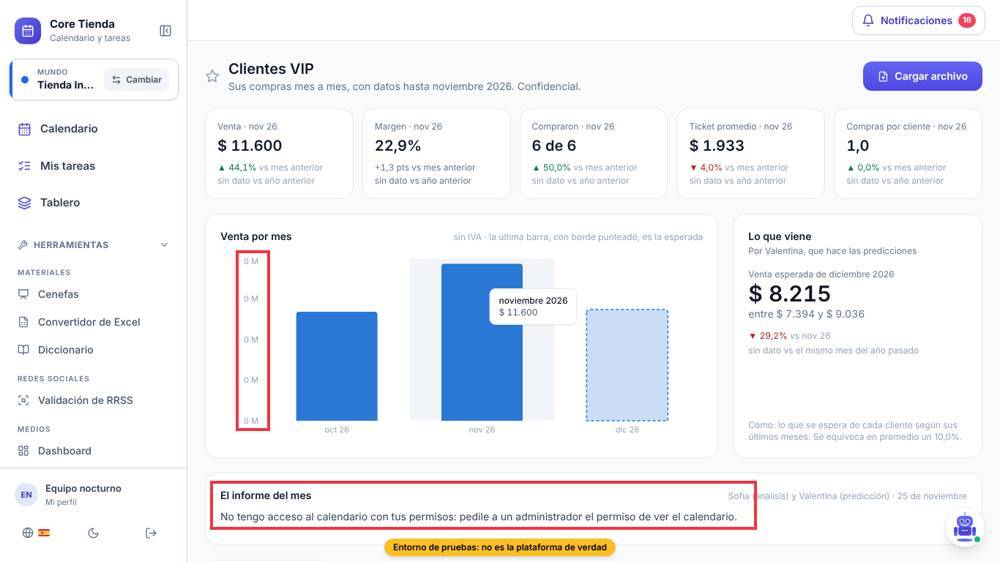 Core Tienda
Calendario y tareas
MUNDO
Tienda In...
Cambiar
Calendario
Mis tareas
Tablero
HERRAMIENTAS
MATERIALES
Cenefas
Convertidor de Excel
Diccionario
REDES SOCIALES
Validación de RRSS
MEDIOS
Dashboard
EN
Equipo nocturno
Mi perfil
Notificaciones 16
Clientes VIP
Sus compras mes a mes, con datos hasta noviembre 2026. Confidencial.
Cargar archivo
Venta · nov 26
$ 11.600
▲ 44,1% vs mes anterior
sin dato vs año anterior
Margen · nov 26
22,9%
+1,3 pts vs mes anterior
sin dato vs año anterior
Compraron · nov 26
6 de 6
▲ 50,0% vs mes anterior
sin dato vs año anterior
Ticket promedio · nov 26
$ 1.933
▼ 4,0% vs mes anterior
sin dato vs año anterior
Compras por cliente · nov 26
1,0
▲ 0,0% vs mes anterior
sin dato vs año anterior
Venta por mes
sin IVA · la última barra, con borde punteado, es la esperada
0 M
0 M
0 M
0 M
0 M
noviembre 2026
$ 11.600
oct 26
nov 26
dic 26
Lo que viene
Por Valentina, que hace las predicciones
Venta esperada de diciembre 2026
$ 8.215
entre $ 7.394 y $ 9.036
▼ 29,2% vs nov 26
sin dato vs el mismo mes del año pasado
Cómo: lo que se espera de cada cliente según sus
últimos meses. Se equivoca en promedio un 10,0%.
El informe del mes
Sofía (análisis) y Valentina (predicción) · 25 de noviembre
No tengo acceso al calendario con tus permisos: pedile a un administrador el permiso de ver el calendario.
Entorno de pruebas: no es la plataforma de verdad